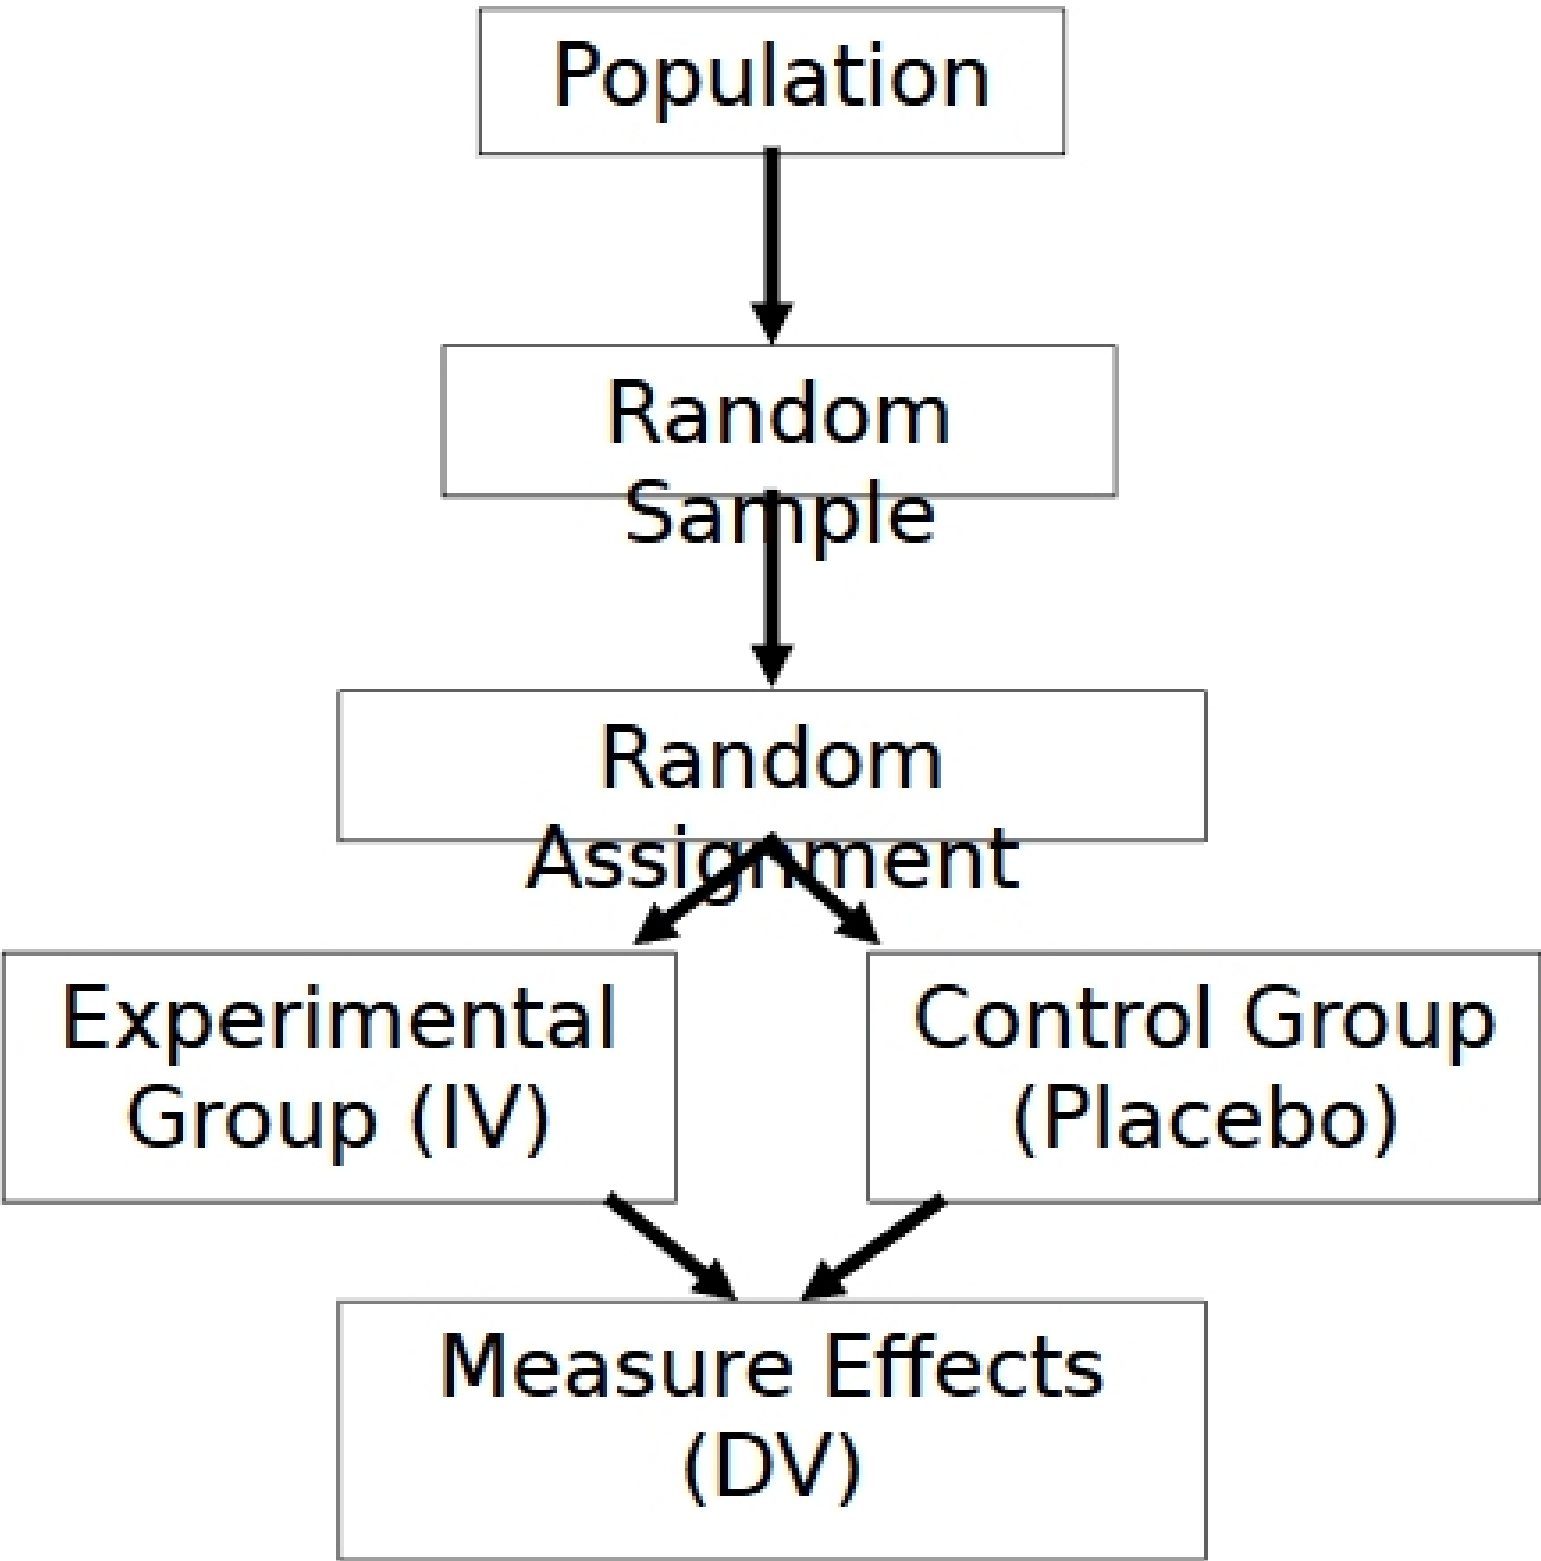 Population
Random
Sample
Random
Assignment
Experimental
Group (IV)
Control Group
(Placebo)
Measure Effects
(DV)